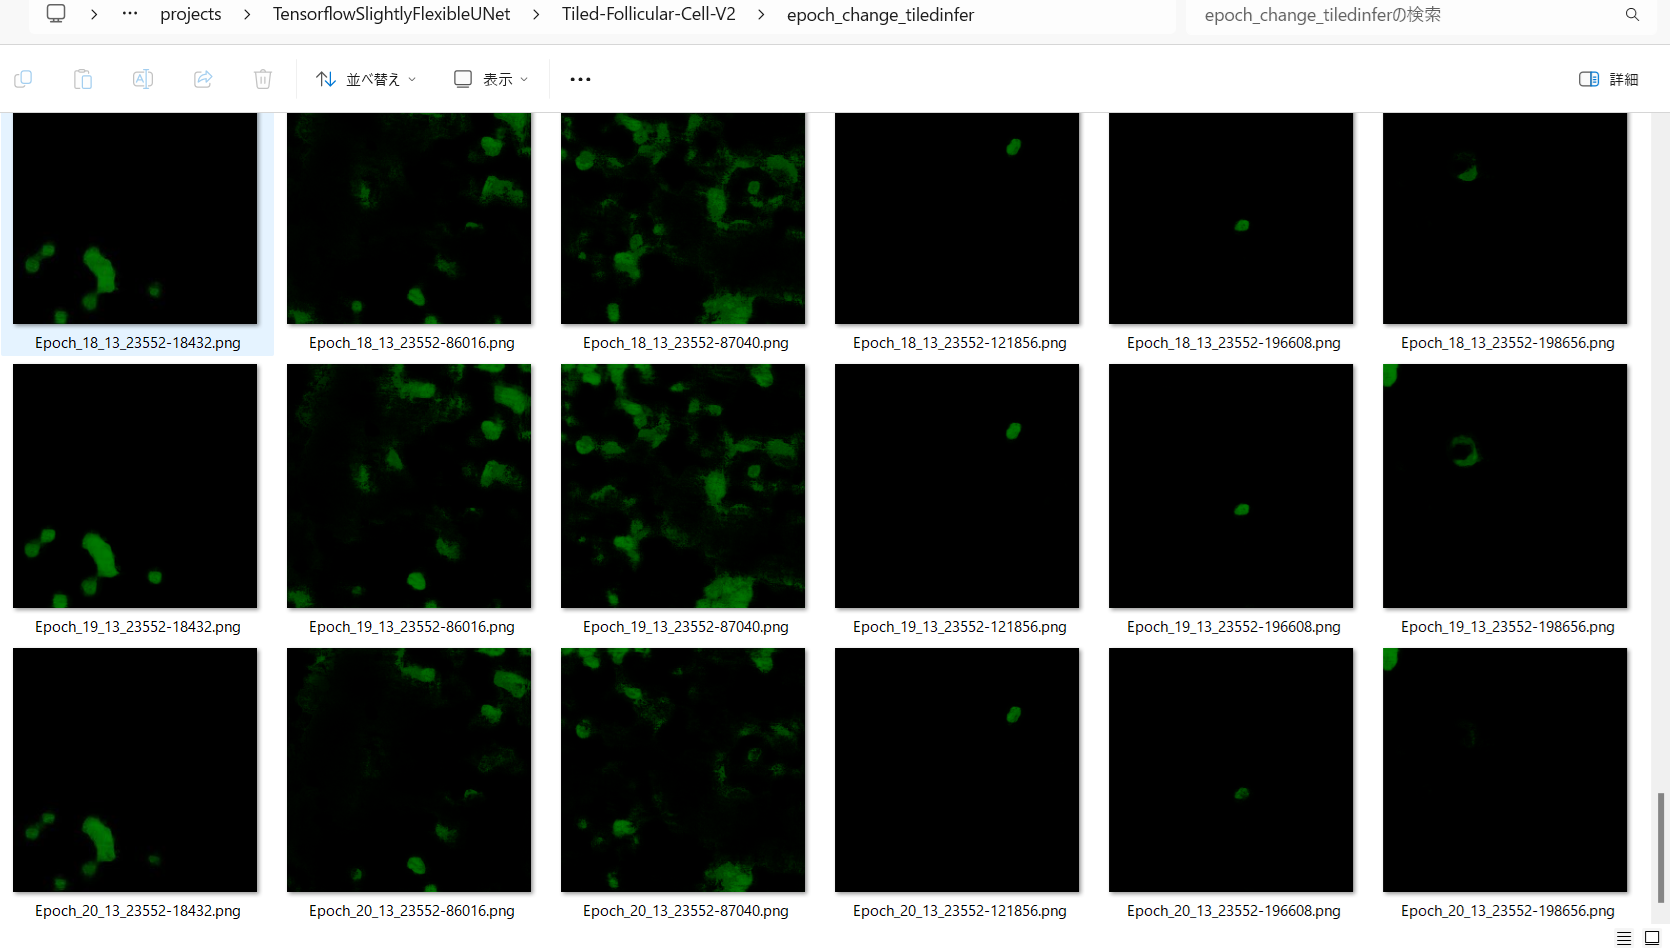 projects > TensorflowSlightlyFlexibleUNet > Tiled-Follicular-Cell-V2 > epoch_change_tiledinfer
epoch_change_tiledinferの検索
並べ替え 表示 詳細
Epoch_18_13_23552-18432.png Epoch_18_13_23552-86016.png Epoch_18_13_23552-87040.png Epoch_18_13_23552-121856.png Epoch_18_13_23552-196608.png Epoch_18_13_23552-198656.png
Epoch_19_13_23552-18432.png Epoch_19_13_23552-86016.png Epoch_19_13_23552-87040.png Epoch_19_13_23552-121856.png Epoch_19_13_23552-196608.png Epoch_19_13_23552-198656.png
Epoch_20_13_23552-18432.png Epoch_20_13_23552-86016.png Epoch_20_13_23552-87040.png Epoch_20_13_23552-121856.png Epoch_20_13_23552-196608.png Epoch_20_13_23552-198656.png